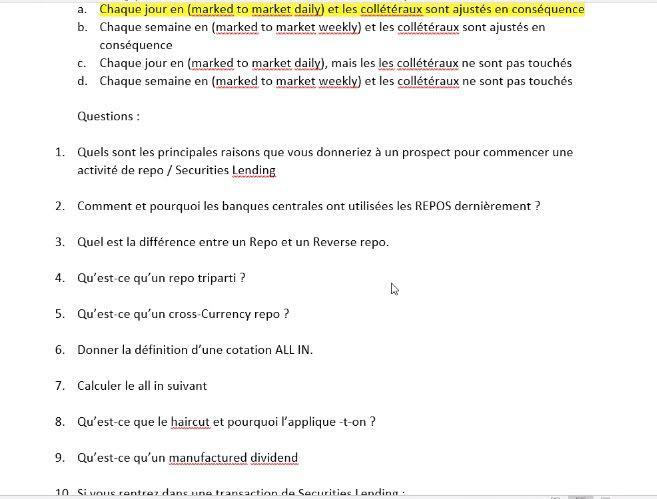 a. Chaque jour en (marked to market daily) et les collétéraux sont ajustés en conséquence
b. Chaque semaine en (marked to market weekly) et les collétéraux sont ajustés en
conséquence
c. Chaque jour en (marked to market daily), mais les les collétéraux ne sont pas touchés
d. Chaque semaine en (marked to market weekly) et les collétéraux ne sont pas touchés
Questions :
1. Quels sont les principales raisons que vous donneriez à un prospect pour commencer une
activité de repo / Securities Lending
2. Comment et pourquoi les banques centrales ont utilisées les REPOS dernièrement ?
3. Quel est la différence entre un Repo et un Reverse repo.
4. Qu’est-ce qu’un repo triparti ?
5. Qu’est-ce qu’un cross-Currency repo ?
6. Donner la définition d’une cotation ALL IN.
7. Calculer le all in suivant
8. Qu’est-ce que le haircut et pourquoi l’applique -t-on ?
9. Qu’est-ce qu’un manufactured dividend
10. Si vous rentrez dans une transaction de Securities Lending :